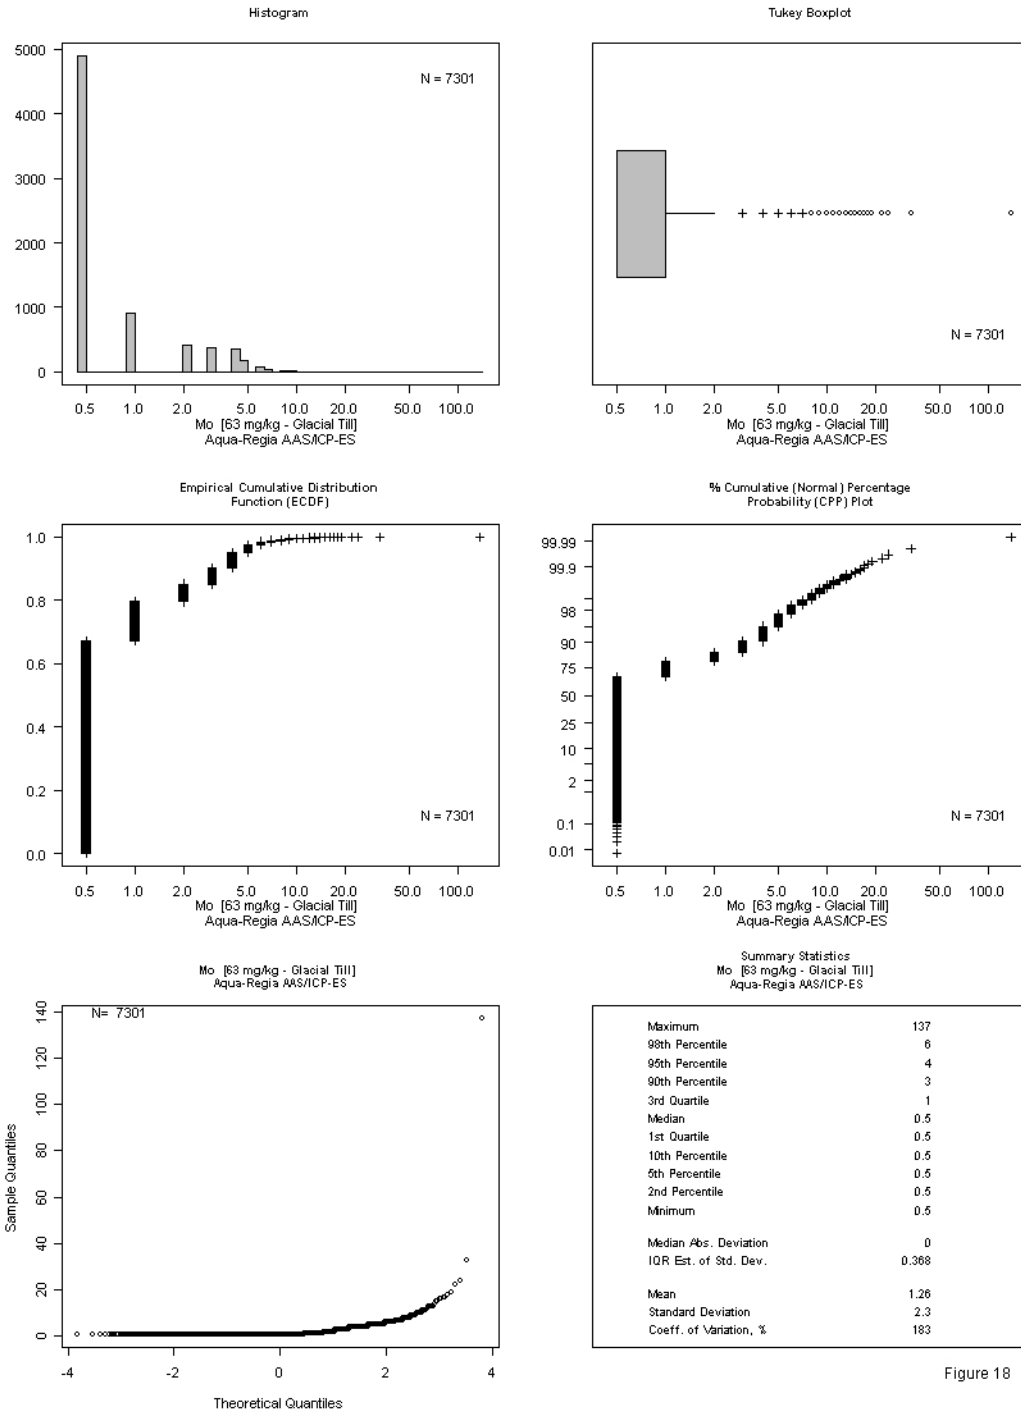 Histogram
5000
4000
3000
2000
1000
0
N = 7301
0.5 1.0 2.0 5.0 10.0 20.0 50.0 100.0
Mo [63 mg/kg - Glacial Till]
Aqua-Regia AAS/ICP-ES
Tukey Boxplot
N = 7301
0.5 1.0 2.0 5.0 10.0 20.0 50.0 100.0
Mo [63 mg/kg - Glacial Till]
Aqua-Regia AAS/ICP-ES
Empirical Cumulative Distribution
Function (ECDF)
1.0
0.8
0.6
0.4
0.2
0.0
N = 7301
0.5 1.0 2.0 5.0 10.0 20.0 50.0 100.0
Mo [63 mg/kg - Glacial Till]
Aqua-Regia AAS/ICP-ES
% Cumulative (Normal) Percentage
Probability (CPP) Plot
99.99
99.9
98
90
75
50
25
10
2
0.1
0.01
N = 7301
0.5 1.0 2.0 5.0 10.0 20.0 50.0 100.0
Mo [63 mg/kg - Glacial Till]
Aqua-Regia AAS/ICP-ES
Mo [63 mg/kg - Glacial Till]
Aqua-Regia AAS/ICP-ES
N= 7301
Sample Quantiles
140
120
100
80
60
40
20
0
-4 -2 0 2 4
Theoretical Quantiles
Summary Statistics
Mo [63 mg/kg - Glacial Till]
Aqua-Regia AAS/ICP-ES
Maximum 137
98th Percentile 6
95th Percentile 4
90th Percentile 3
3rd Quartile 1
Median 0.5
1st Quartile 0.5
10th Percentile 0.5
5th Percentile 0.5
2nd Percentile 0.5
Minimum 0.5
Median Abs. Deviation 0
IQR Est. of Std. Dev. 0.368
Mean 1.26
Standard Deviation 2.3
Coeff. of Variation, % 183
Figure 18